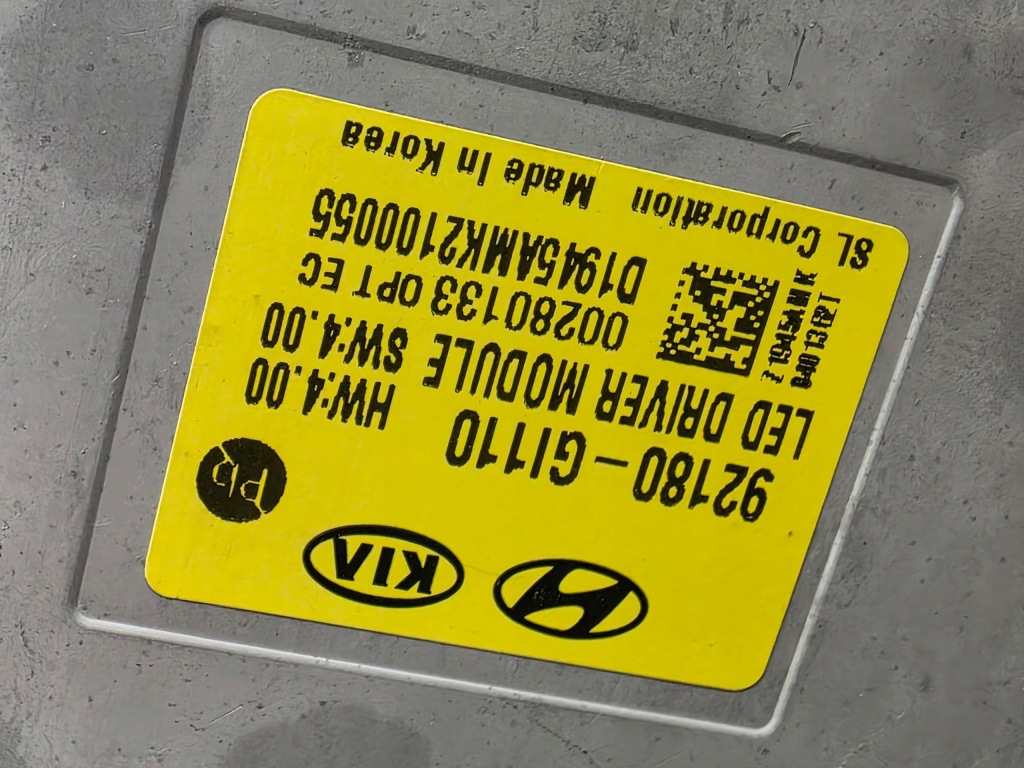 KIA
Pb
92180-GI110
HW:4.00
LED DRIVER MODULE SW:4.00
00280133 OPT EC
D1945AMK2100055
SL Corporation Made In Korea